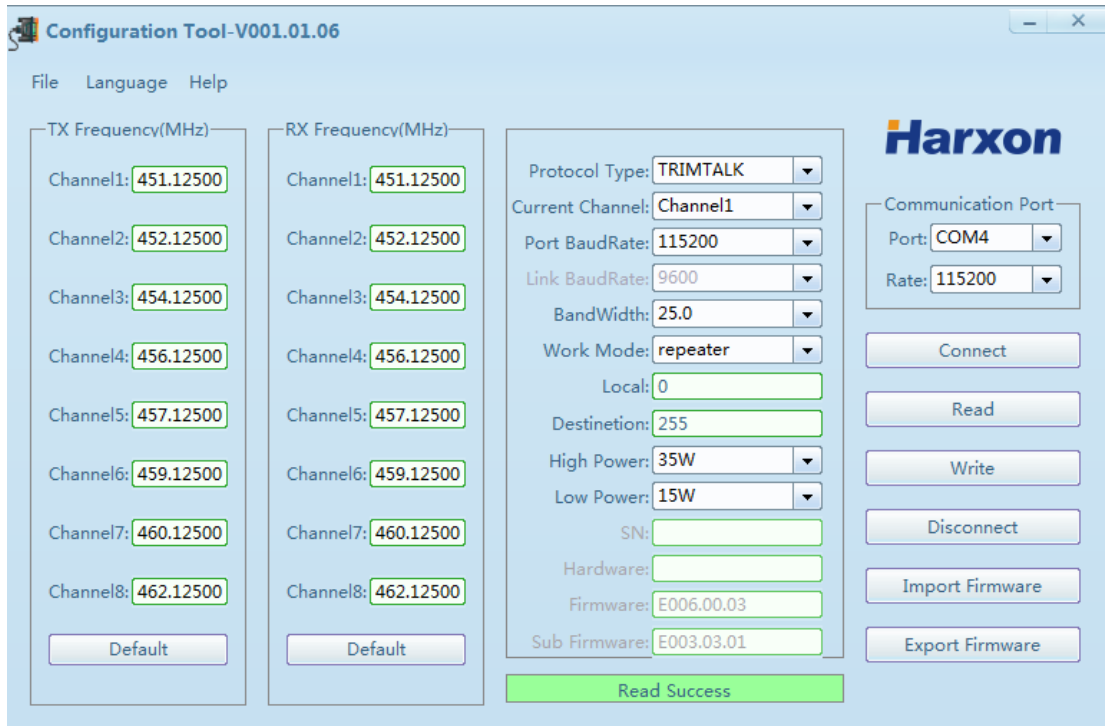 Configuration Tool-V001.01.06
File Language Help
TX Frequency(MHz)
Channel1: 451.12500
Channel2: 452.12500
Channel3: 454.12500
Channel4: 456.12500
Channel5: 457.12500
Channel6: 459.12500
Channel7: 460.12500
Channel8: 462.12500
Default
RX Frequency(MHz)
Channel1: 451.12500
Channel2: 452.12500
Channel3: 454.12500
Channel4: 456.12500
Channel5: 457.12500
Channel6: 459.12500
Channel7: 460.12500
Channel8: 462.12500
Default
Protocol Type: TRIMTALK
Current Channel: Channel1
Port BaudRate: 115200
Link BaudRate: 9600
BandWidth: 25.0
Work Mode: repeater
Local: 0
Destinetion: 255
High Power: 35W
Low Power: 15W
SN:
Hardware:
Firmware: E006.00.03
Sub Firmware: E003.03.01
Read Success
Harxon
Communication Port
Port: COM4
Rate: 115200
Connect
Read
Write
Disconnect
Import Firmware
Export Firmware